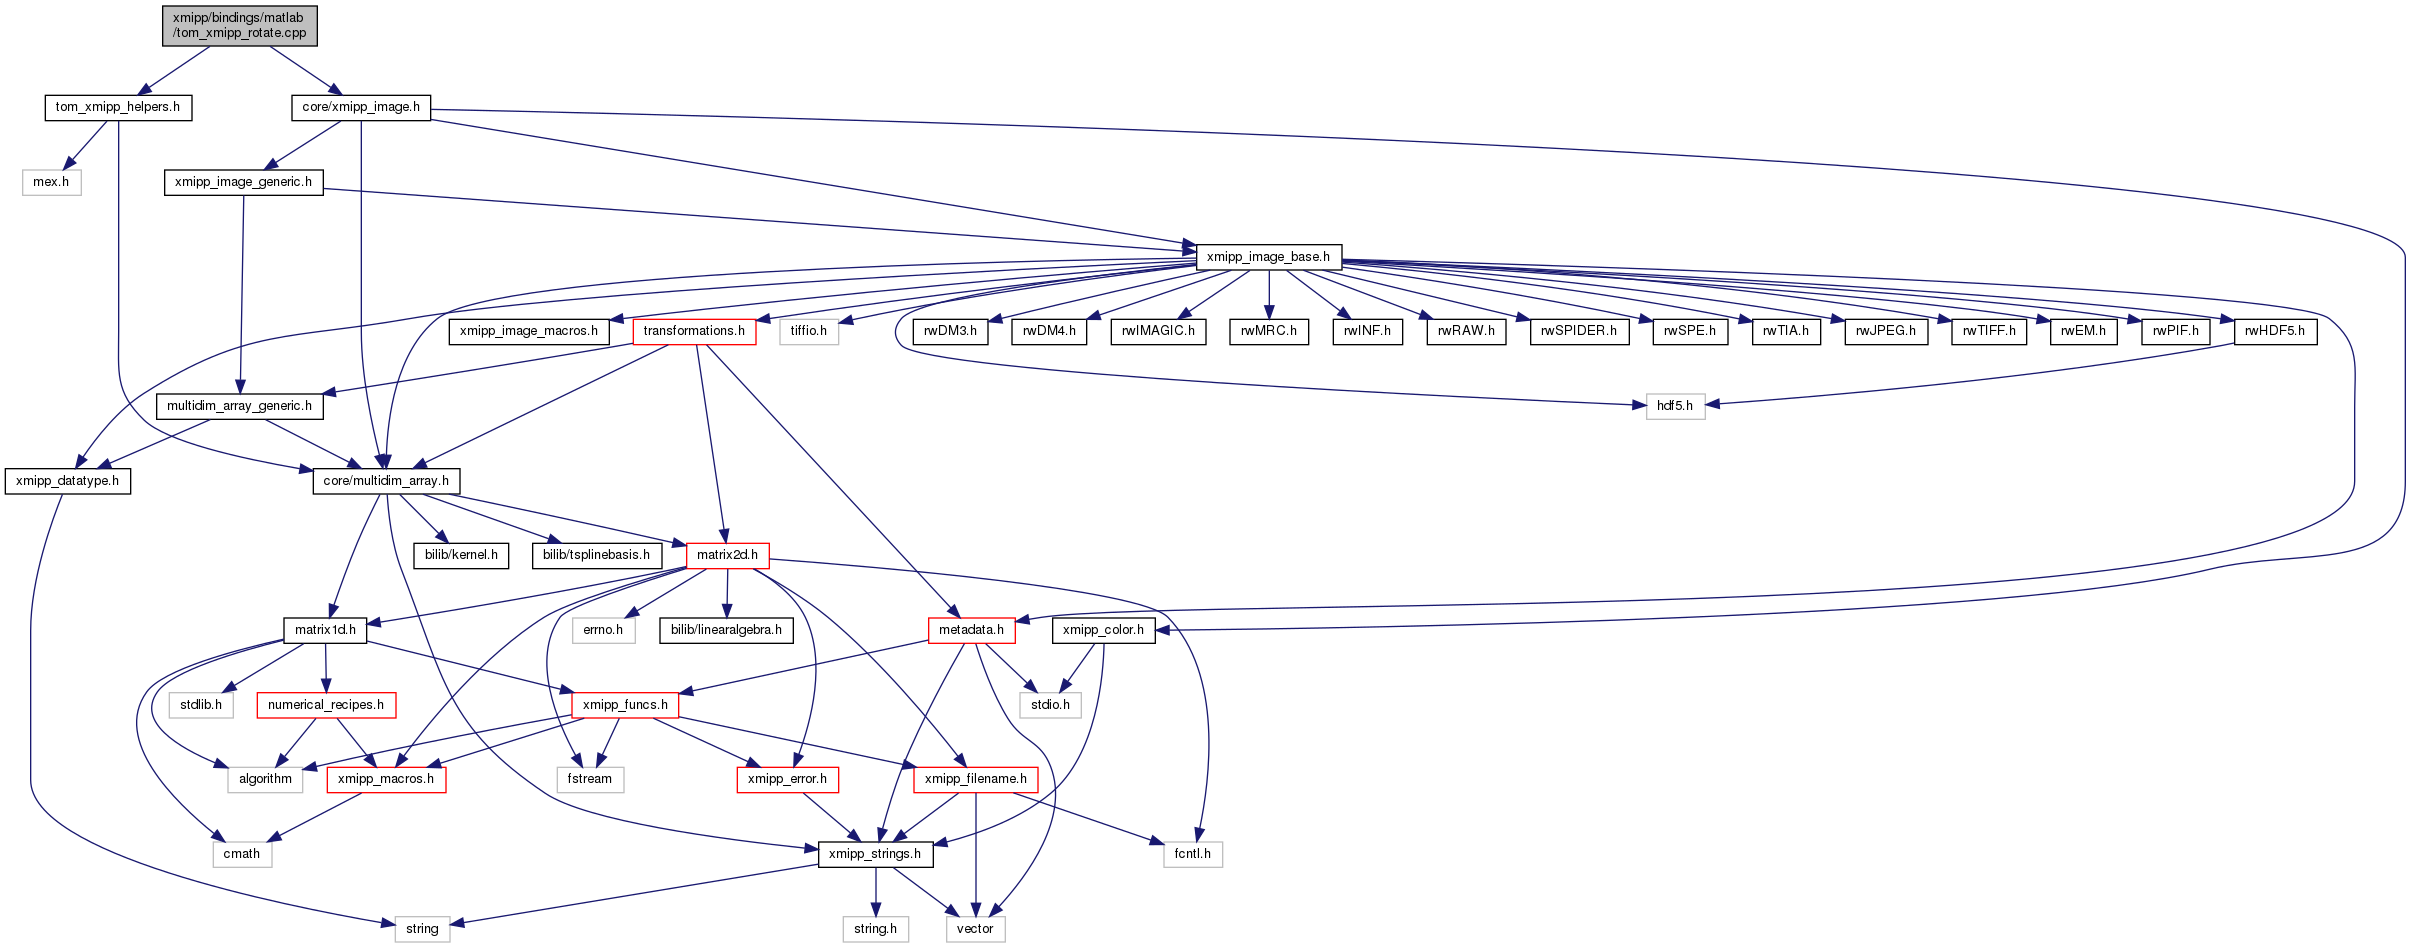 xmipp/bindings/matlab
/tom_xmipp_rotate.cpp
tom_xmipp_helpers.h
core/xmipp_image.h
mex.h
xmipp_image_generic.h
xmipp_image_base.h
xmipp_image_macros.h
transformations.h
tiffio.h
rwDM3.h
rwDM4.h
rwIMAGIC.h
rwMRC.h
rwINF.h
rwRAW.h
rwSPIDER.h
rwSPE.h
rwTIA.h
rwJPEG.h
rwTIFF.h
rwEM.h
rwPIF.h
rwHDF5.h
multidim_array_generic.h
hdf5.h
xmipp_datatype.h
core/multidim_array.h
bilib/kernel.h
bilib/tsplinebasis.h
matrix2d.h
matrix1d.h
errno.h
bilib/linearalgebra.h
metadata.h
xmipp_color.h
stdlib.h
numerical_recipes.h
xmipp_funcs.h
stdio.h
algorithm
xmipp_macros.h
fstream
xmipp_error.h
xmipp_filename.h
cmath
xmipp_strings.h
fcntl.h
string
string.h
vector